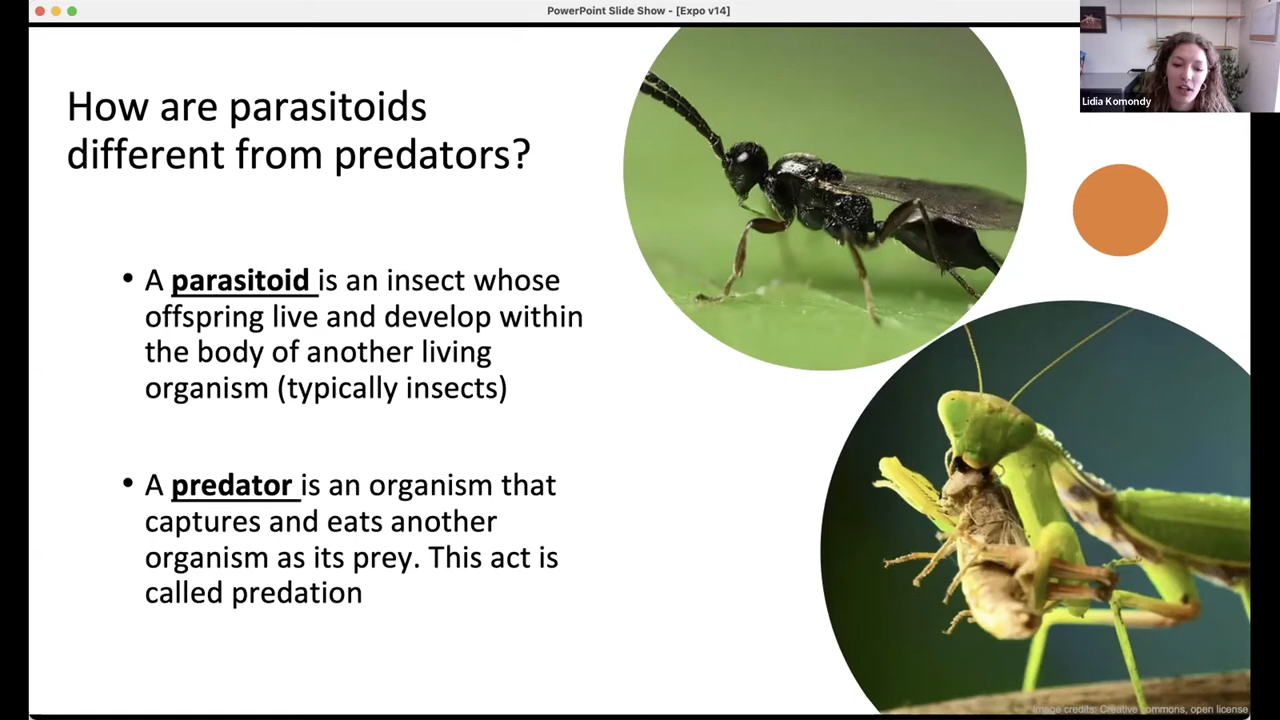 PowerPoint Slide Show - [Expo v14]
Lidia Komondy
How are parasitoids
different from predators?
• A parasitoid is an insect whose
offspring live and develop within
the body of another living
organism (typically insects)
• A predator is an organism that
captures and eats another
organism as its prey. This act is
called predation
Image credits: Creative Commons, open license